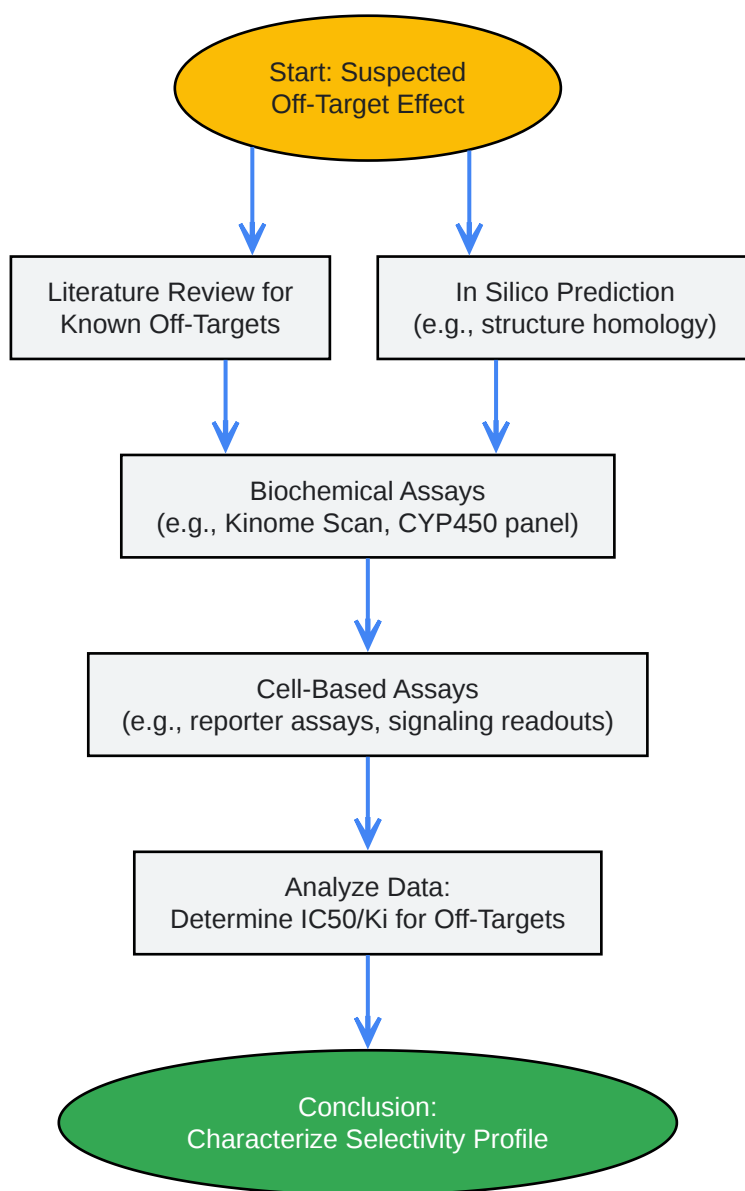 Start: Suspected
Off-Target Effect
Literature Review for
Known Off-Targets
In Silico Prediction
(e.g., structure homology)
Biochemical Assays
(e.g., Kinome Scan, CYP450 panel)
Cell-Based Assays
(e.g., reporter assays, signaling readouts)
Analyze Data:
Determine IC50/Ki for Off-Targets
Conclusion:
Characterize Selectivity Profile